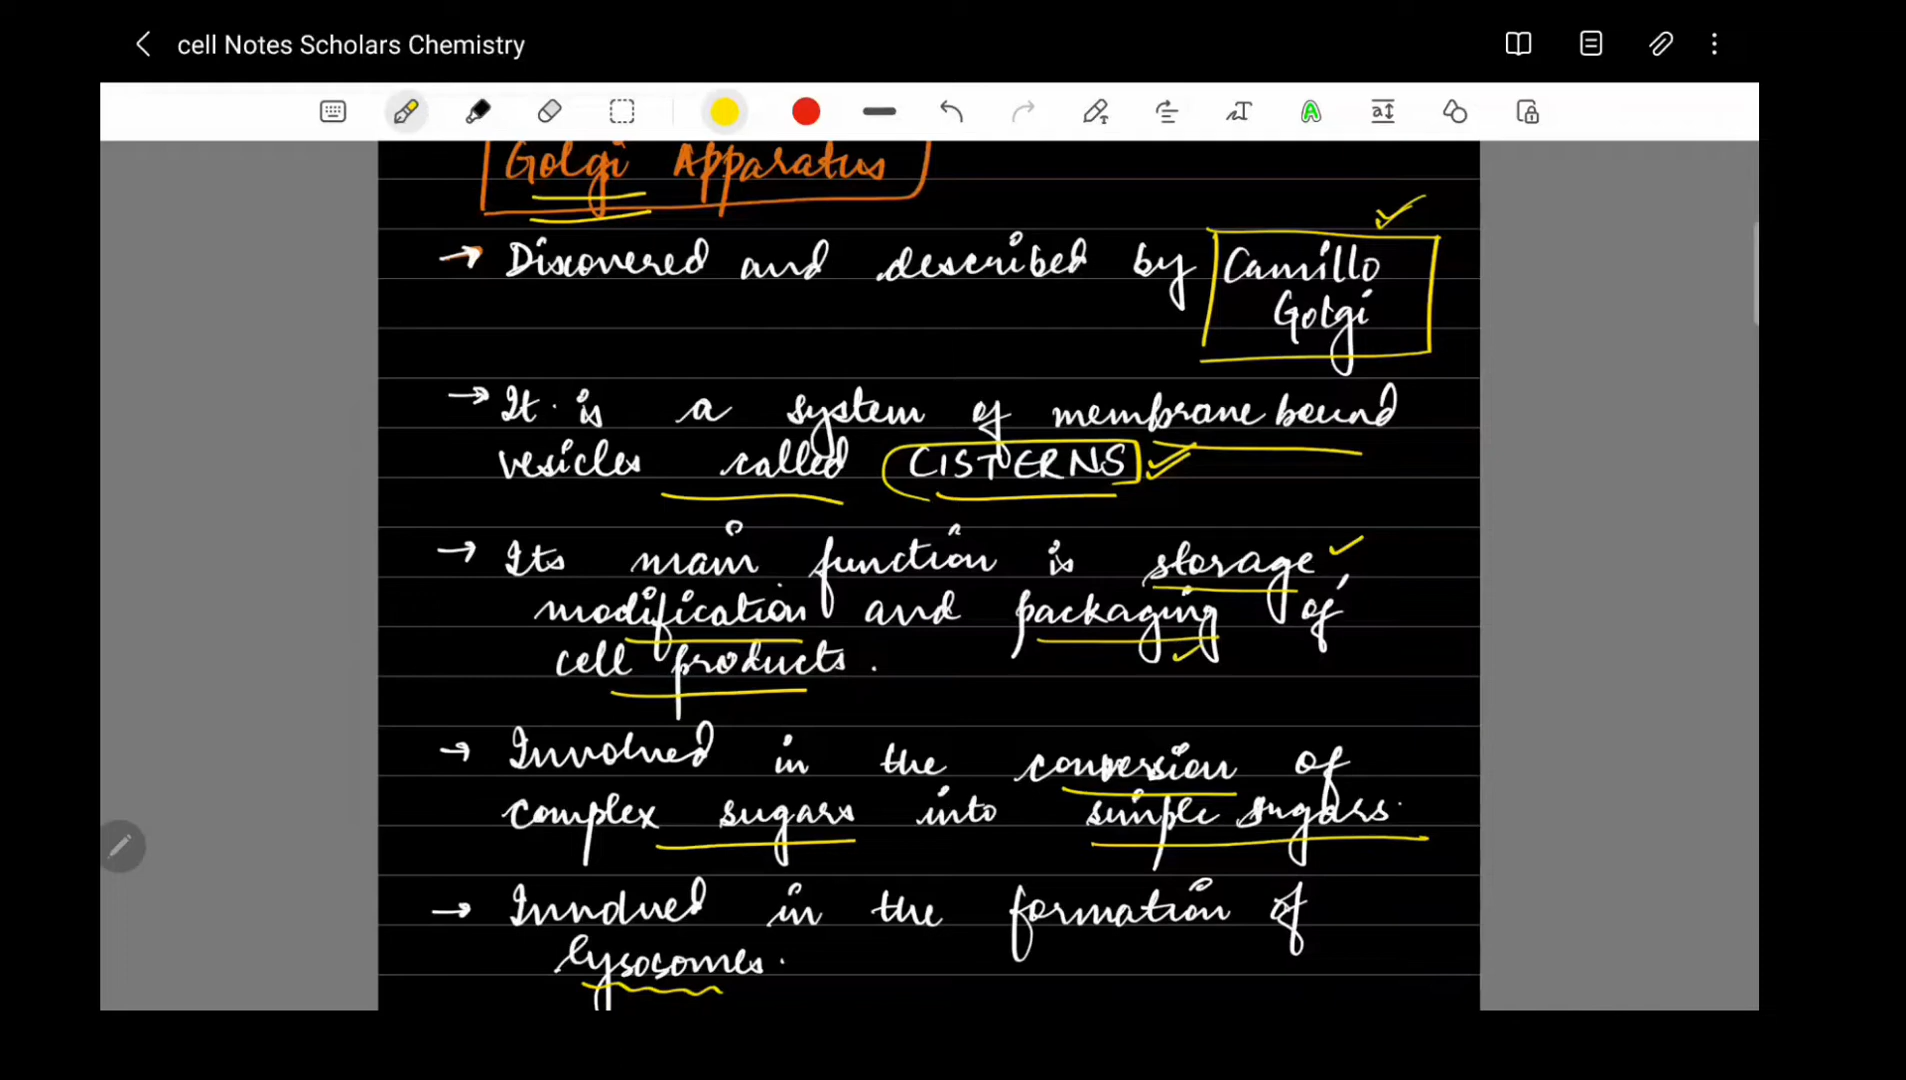 cell Notes Scholars Chemistry
Golgi Apparatus
→ Discovered and described by Camillo
Golgi
→ It is a system of membrane bound
vesicles called CISTERNS
→ Its main function is storage
modification and packaging of
cell products.
→ Involved in the conversion of
complex sugars into simple sugars.
→ Involved in the formation of
lysosomes.